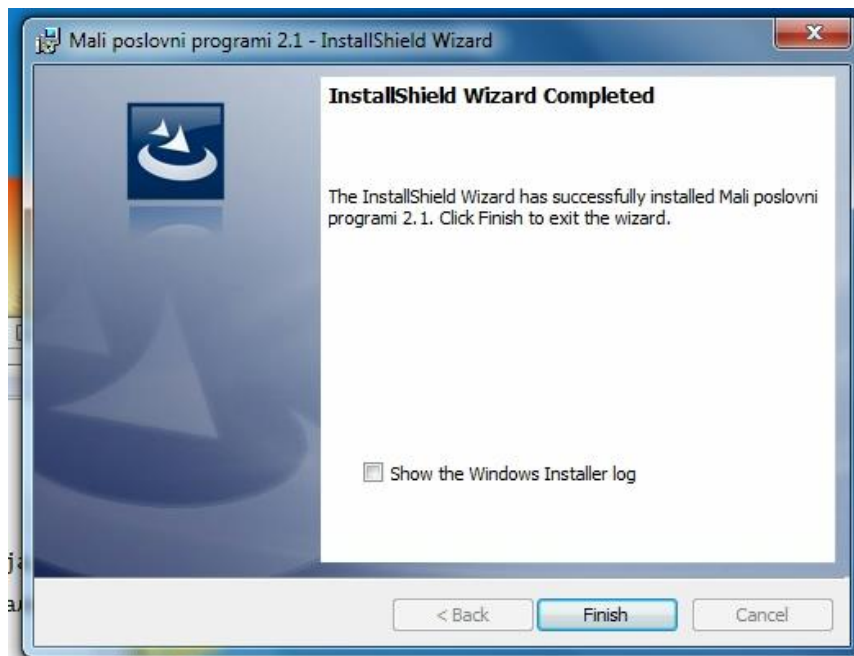 Mali poslovni programi 2.1 - InstallShield Wizard
InstallShield Wizard Completed
The InstallShield Wizard has successfully installed Mali poslovni
programi 2.1. Click Finish to exit the wizard.
Show the Windows Installer log
< Back
Finish
Cancel